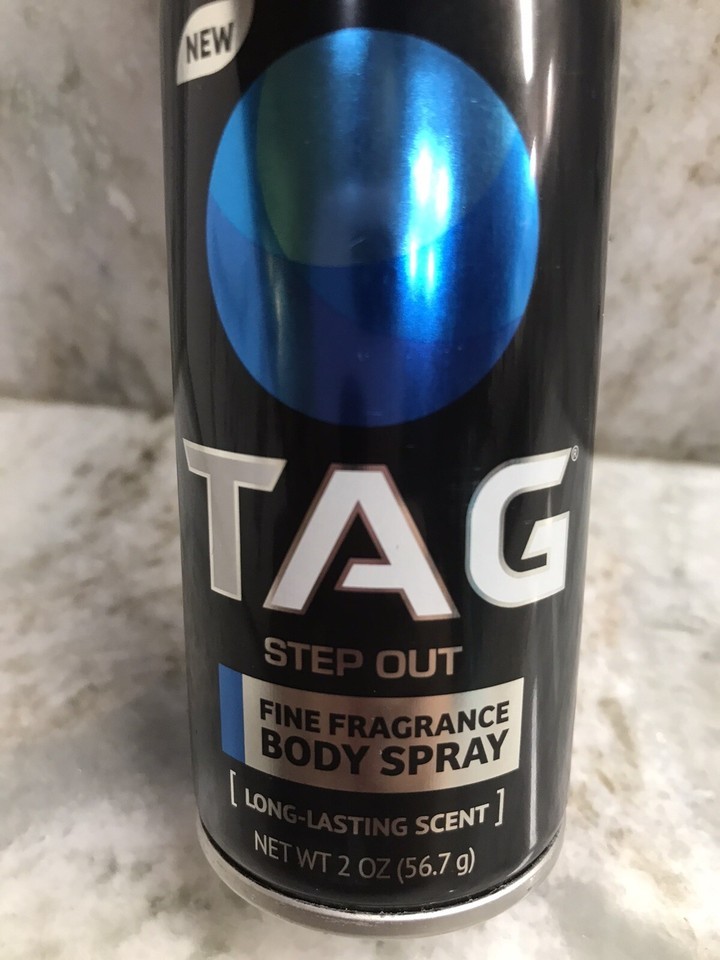 NEW
TAG®
STEP OUT
FINE FRAGRANCE
BODY SPRAY
[ LONG-LASTING SCENT ]
NET WT 2 OZ (56.7 g)